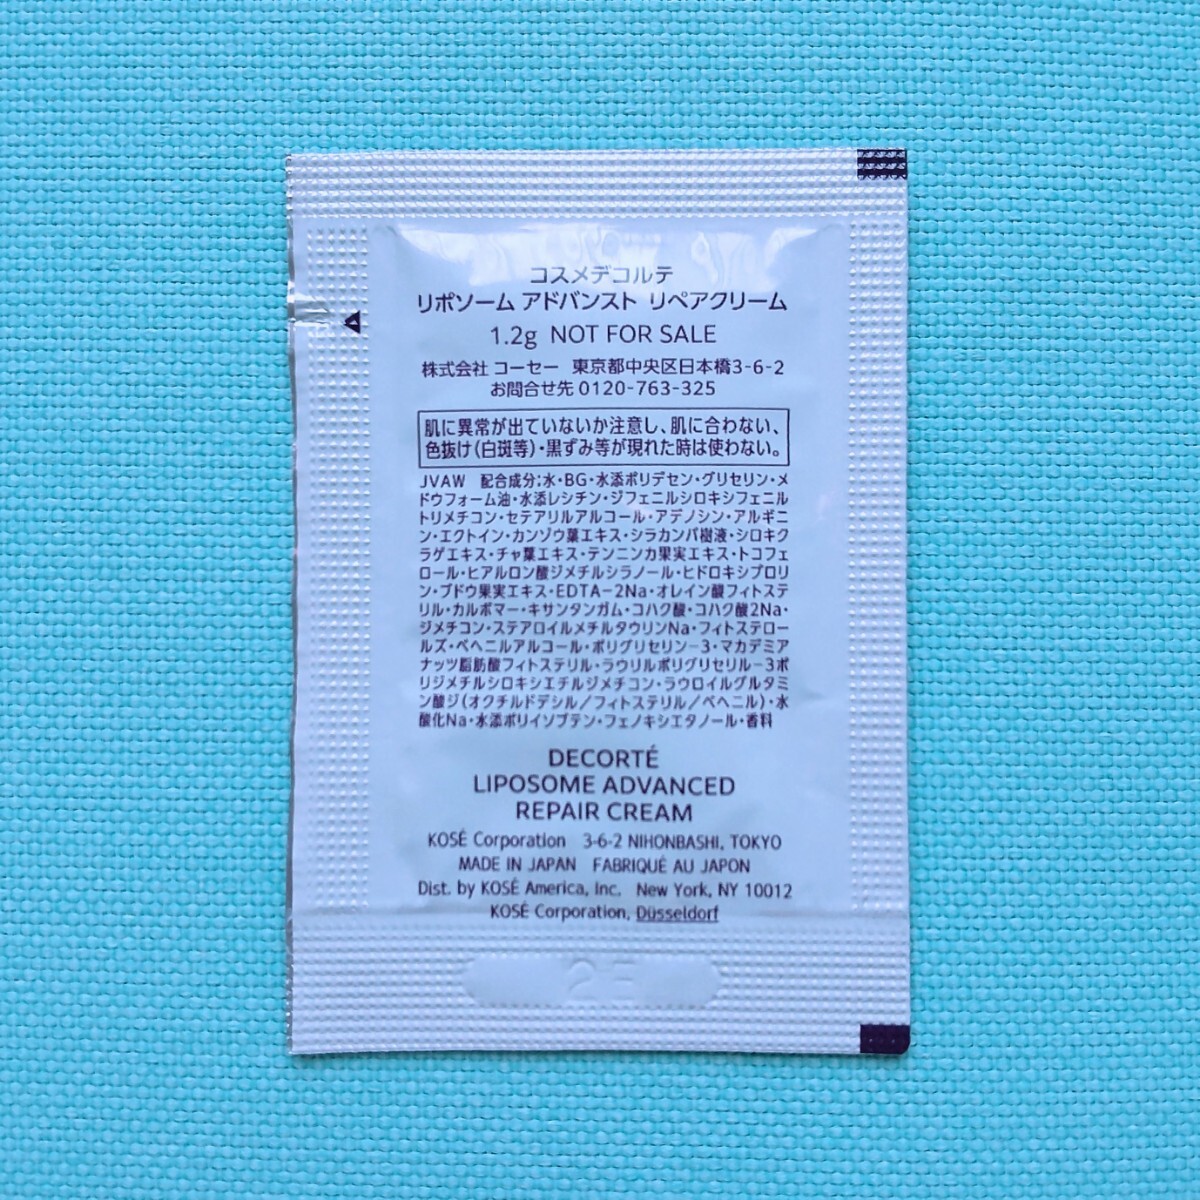 コスメデコルテ
リポソーム アドバンスト リペアクリーム
1.2g NOT FOR SALE
株式会社 コーセー 東京都中央区日本橋3-6-2
お問合せ先 0120-763-325
肌に異常が出ていないか注意し、肌に合わない、
色抜け(白斑等)・黒ずみ等が現れた時は使わない。
JVAW 配合成分:水・BG・水添ポリデセン・グリセリン・メ
ドウフォーム油・水添レシチン・ジフェニルシロキシフェニル
トリメチコン・セテアリルアルコール・アデノシン・アルギニ
ン・エクトイン・カンゾウ葉エキス・シラカンバ樹液・シロキク
ラゲエキス・チャ葉エキス・テンニンカ果実エキス・トコフェ
ロール・ヒアルロン酸ジメチルシラノール・ヒドロキシプロリ
ン・ブドウ果実エキス・EDTA-2Na・オレイン酸フィトステ
リル・カルボマー・キサンタンガム・コハク酸・コハク酸2Na・
ジメチコン・ステアロイルメチルタウリンNa・フィトステロー
ルズ・ベヘニルアルコール・ポリグリセリン-3・マカデミア
ナッツ脂肪酸フィトステリル・ラウリルポリグリセリル-3ポ
リジメチルシロキシエチルジメチコン・ラウロイルグルタミ
ン酸ジ(オクチルドデシル/フィトステリル/ベヘニル)・水
酸化Na・水添ポリイソブテン・フェノキシエタノール・香料
DECORTÉ
LIPOSOME ADVANCED
REPAIR CREAM
KOSÉ Corporation 3-6-2 NIHONBASHI, TOKYO
MADE IN JAPAN FABRIQUÉ AU JAPON
Dist. by KOSÉ America, Inc. New York, NY 10012
KOSÉ Corporation, Düsseldorf